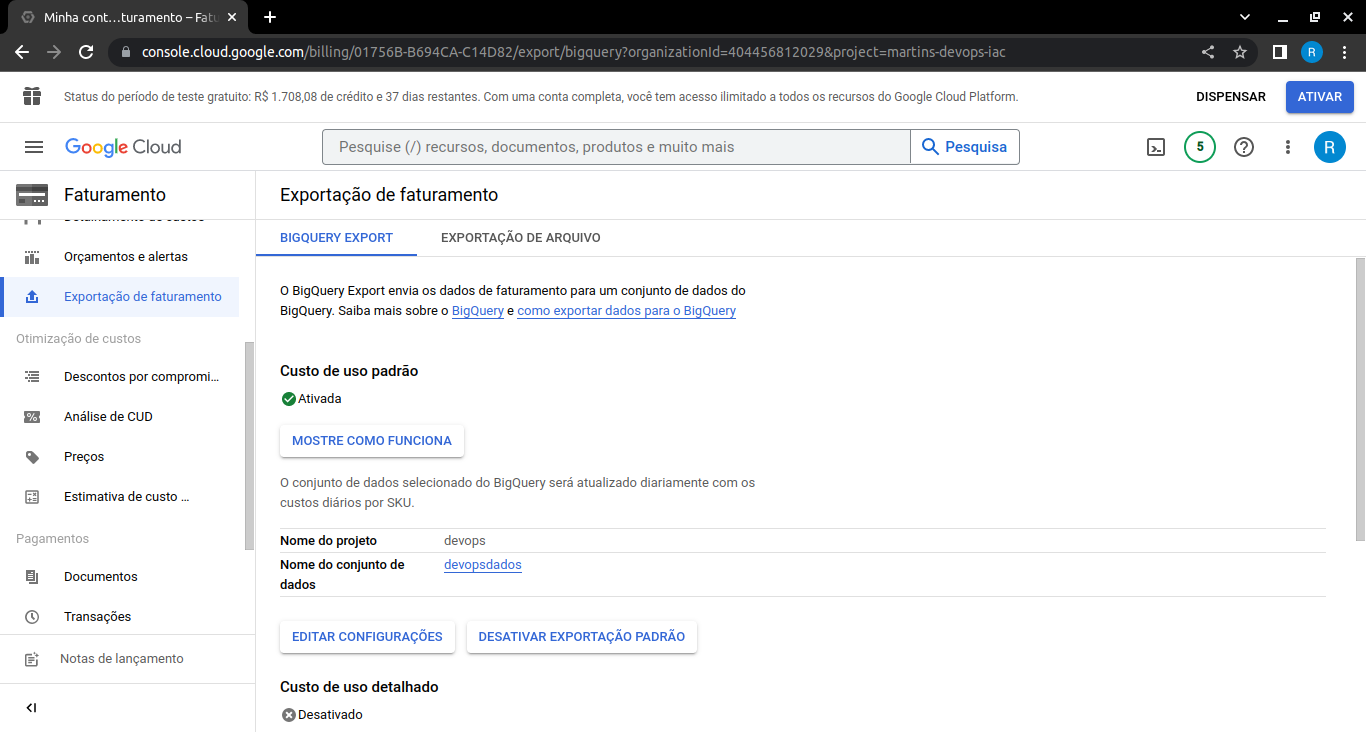 Minha cont…turamento – Fatu
console.cloud.google.com/billing/01756B-B694CA-C14D82/export/bigquery?organizationId=404456812029&project=martins-devops-iac
R
Status do período de teste gratuito: R$ 1.708,08 de crédito e 37 dias restantes. Com uma conta completa, você tem acesso ilimitado a todos os recursos do Google Cloud Platform.
DISPENSAR
ATIVAR
Google Cloud
Pesquise (/) recursos, documentos, produtos e muito mais
Pesquisa
5
R
Faturamento
Detalhamento de custos
Orçamentos e alertas
Exportação de faturamento
Otimização de custos
Descontos por compromi…
Análise de CUD
Preços
Estimativa de custo …
Pagamentos
Documentos
Transações
Notas de lançamento
Exportação de faturamento
BIGQUERY EXPORT
EXPORTAÇÃO DE ARQUIVO
O BigQuery Export envia os dados de faturamento para um conjunto de dados do
BigQuery. Saiba mais sobre o BigQuery e como exportar dados para o BigQuery
Custo de uso padrão
Ativada
MOSTRE COMO FUNCIONA
O conjunto de dados selecionado do BigQuery será atualizado diariamente com os
custos diários por SKU.
Nome do projeto devops
Nome do conjunto de devopsdados
dados
EDITAR CONFIGURAÇÕES
DESATIVAR EXPORTAÇÃO PADRÃO
Custo de uso detalhado
Desativado